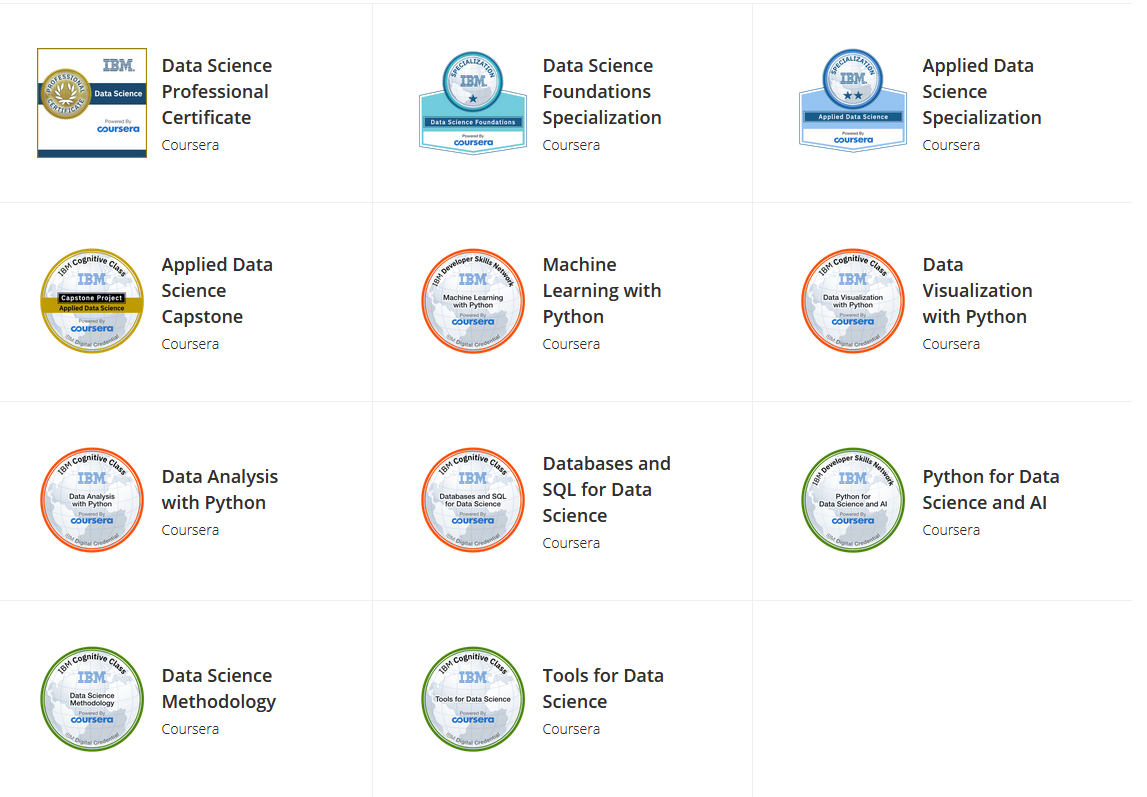 IBM.
PROFESSIONAL CERTIFICATE
Data Science
Powered By
coursera
Data Science
Professional
Certificate
Coursera
SPECIALIZATION
IBM.
Data Science Foundations
Powered By
coursera
Data Science
Foundations
Specialization
Coursera
SPECIALIZATION
IBM.
Applied Data Science
Powered By
coursera
Applied Data
Science
Specialization
Coursera
IBM Cognitive Class
IBM
Capstone Project
Applied Data Science
Powered By
coursera
IBM Digital Credential
Applied Data
Science
Capstone
Coursera
IBM Developer Skills Network
IBM
Machine Learning
with Python
Powered By
coursera
IBM Digital Credential
Machine
Learning with
Python
Coursera
IBM Cognitive Class
IBM
Data Visualization
with Python
Powered By
coursera
IBM Digital Credential
Data
Visualization
with Python
Coursera
IBM Cognitive Class
IBM
Data Analysis
with Python
Powered By
coursera
IBM Digital Credential
Data Analysis
with Python
Coursera
IBM Cognitive Class
IBM
Databases and SQL
for Data Science
Powered By
coursera
IBM Digital Credential
Databases and
SQL for Data
Science
Coursera
IBM Developer Skills Network
IBM
Python for
Data Science and AI
Powered By
coursera
IBM Digital Credential
Python for Data
Science and AI
Coursera
IBM Cognitive Class
IBM
Data Science
Methodology
Powered By
coursera
IBM Digital Credential
Data Science
Methodology
Coursera
IBM Cognitive Class
IBM
Tools for Data Science
Powered By
coursera
IBM Digital Credential
Tools for Data
Science
Coursera